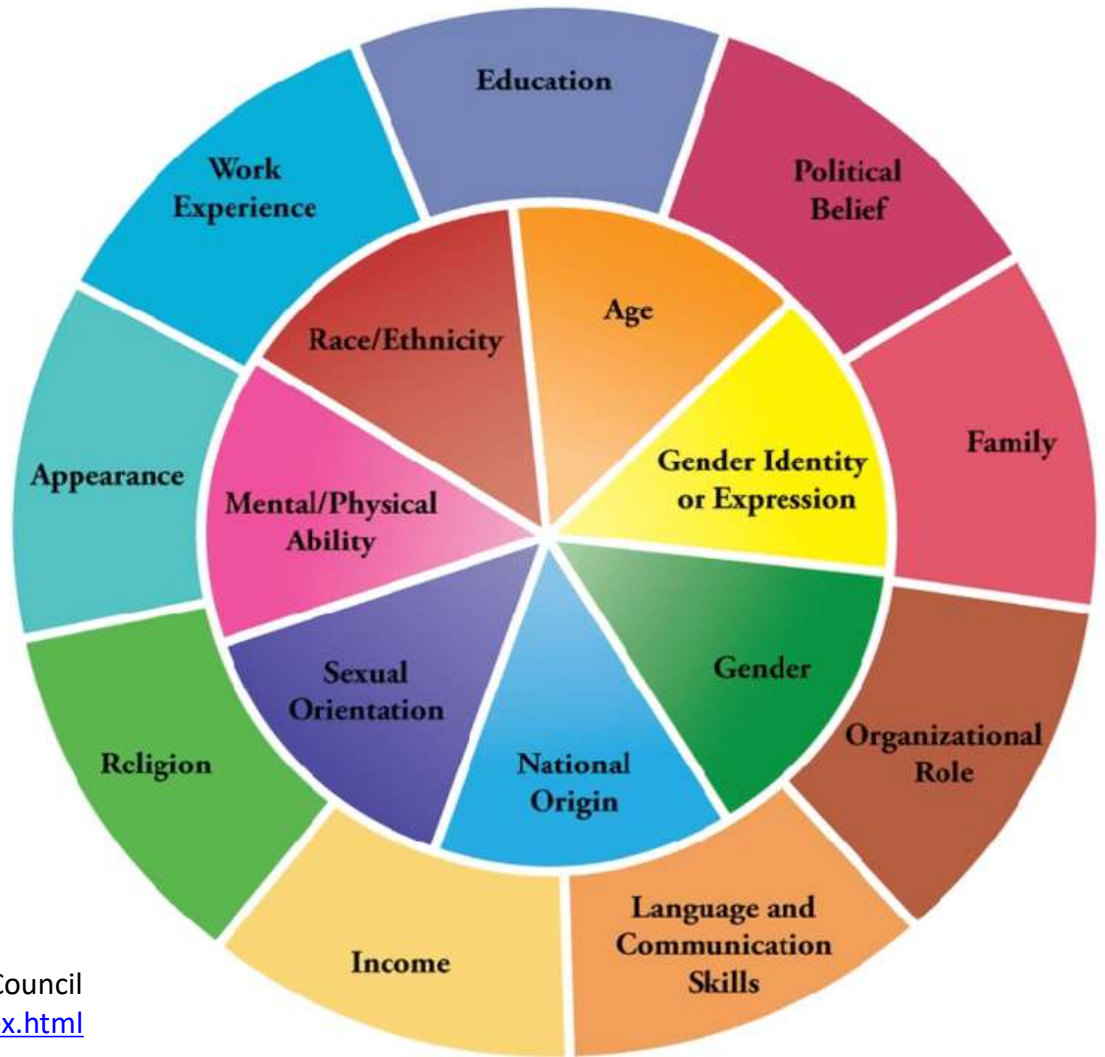 Education
Political
Belief
Family
Organizational
Role
Language and
Communication
Skills
Income
Religion
Appearance
Work
Experience
Age
Gender Identity
or Expression
Gender
National
Origin
Sexual
Orientation
Mental/Physical
Ability
Race/Ethnicity
Council
x.html